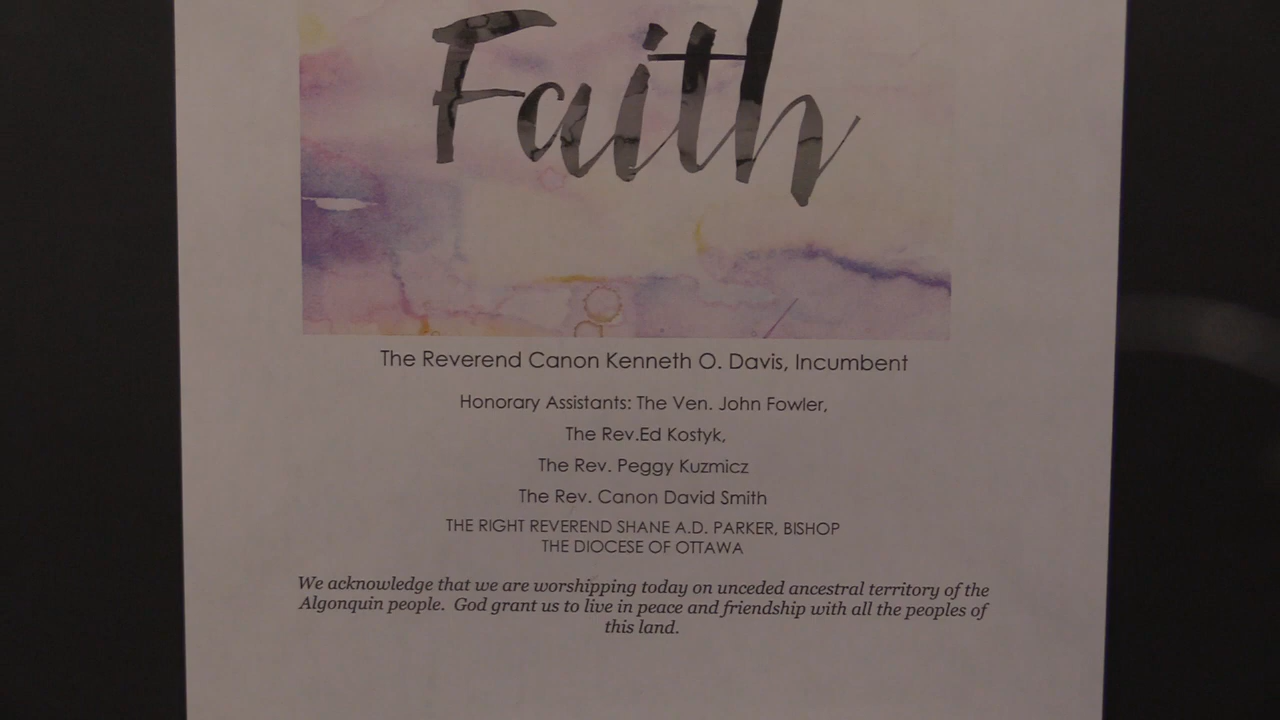 Faith
The Reverend Canon Kenneth O. Davis, Incumbent
Honorary Assistants: The Ven. John Fowler,
The Rev.Ed Kostyk,
The Rev. Peggy Kuzmicz
The Rev. Canon David Smith
THE RIGHT REVEREND SHANE A.D. PARKER, BISHOP
THE DIOCESE OF OTTAWA
We acknowledge that we are worshipping today on unceded ancestral territory of the
Algonquin people.  God grant us to live in peace and friendship with all the peoples of
this land.